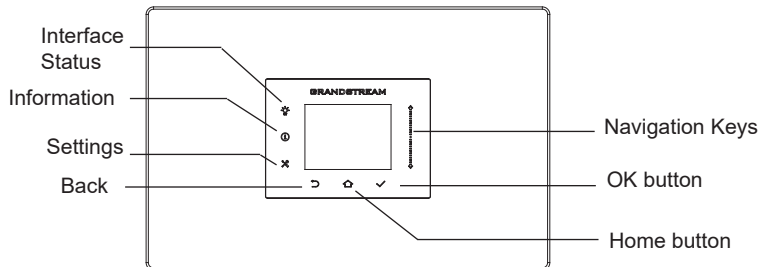 Interface
Status
Information
Settings
Back
GRANDSTREAM
Navigation Keys
OK button
Home button